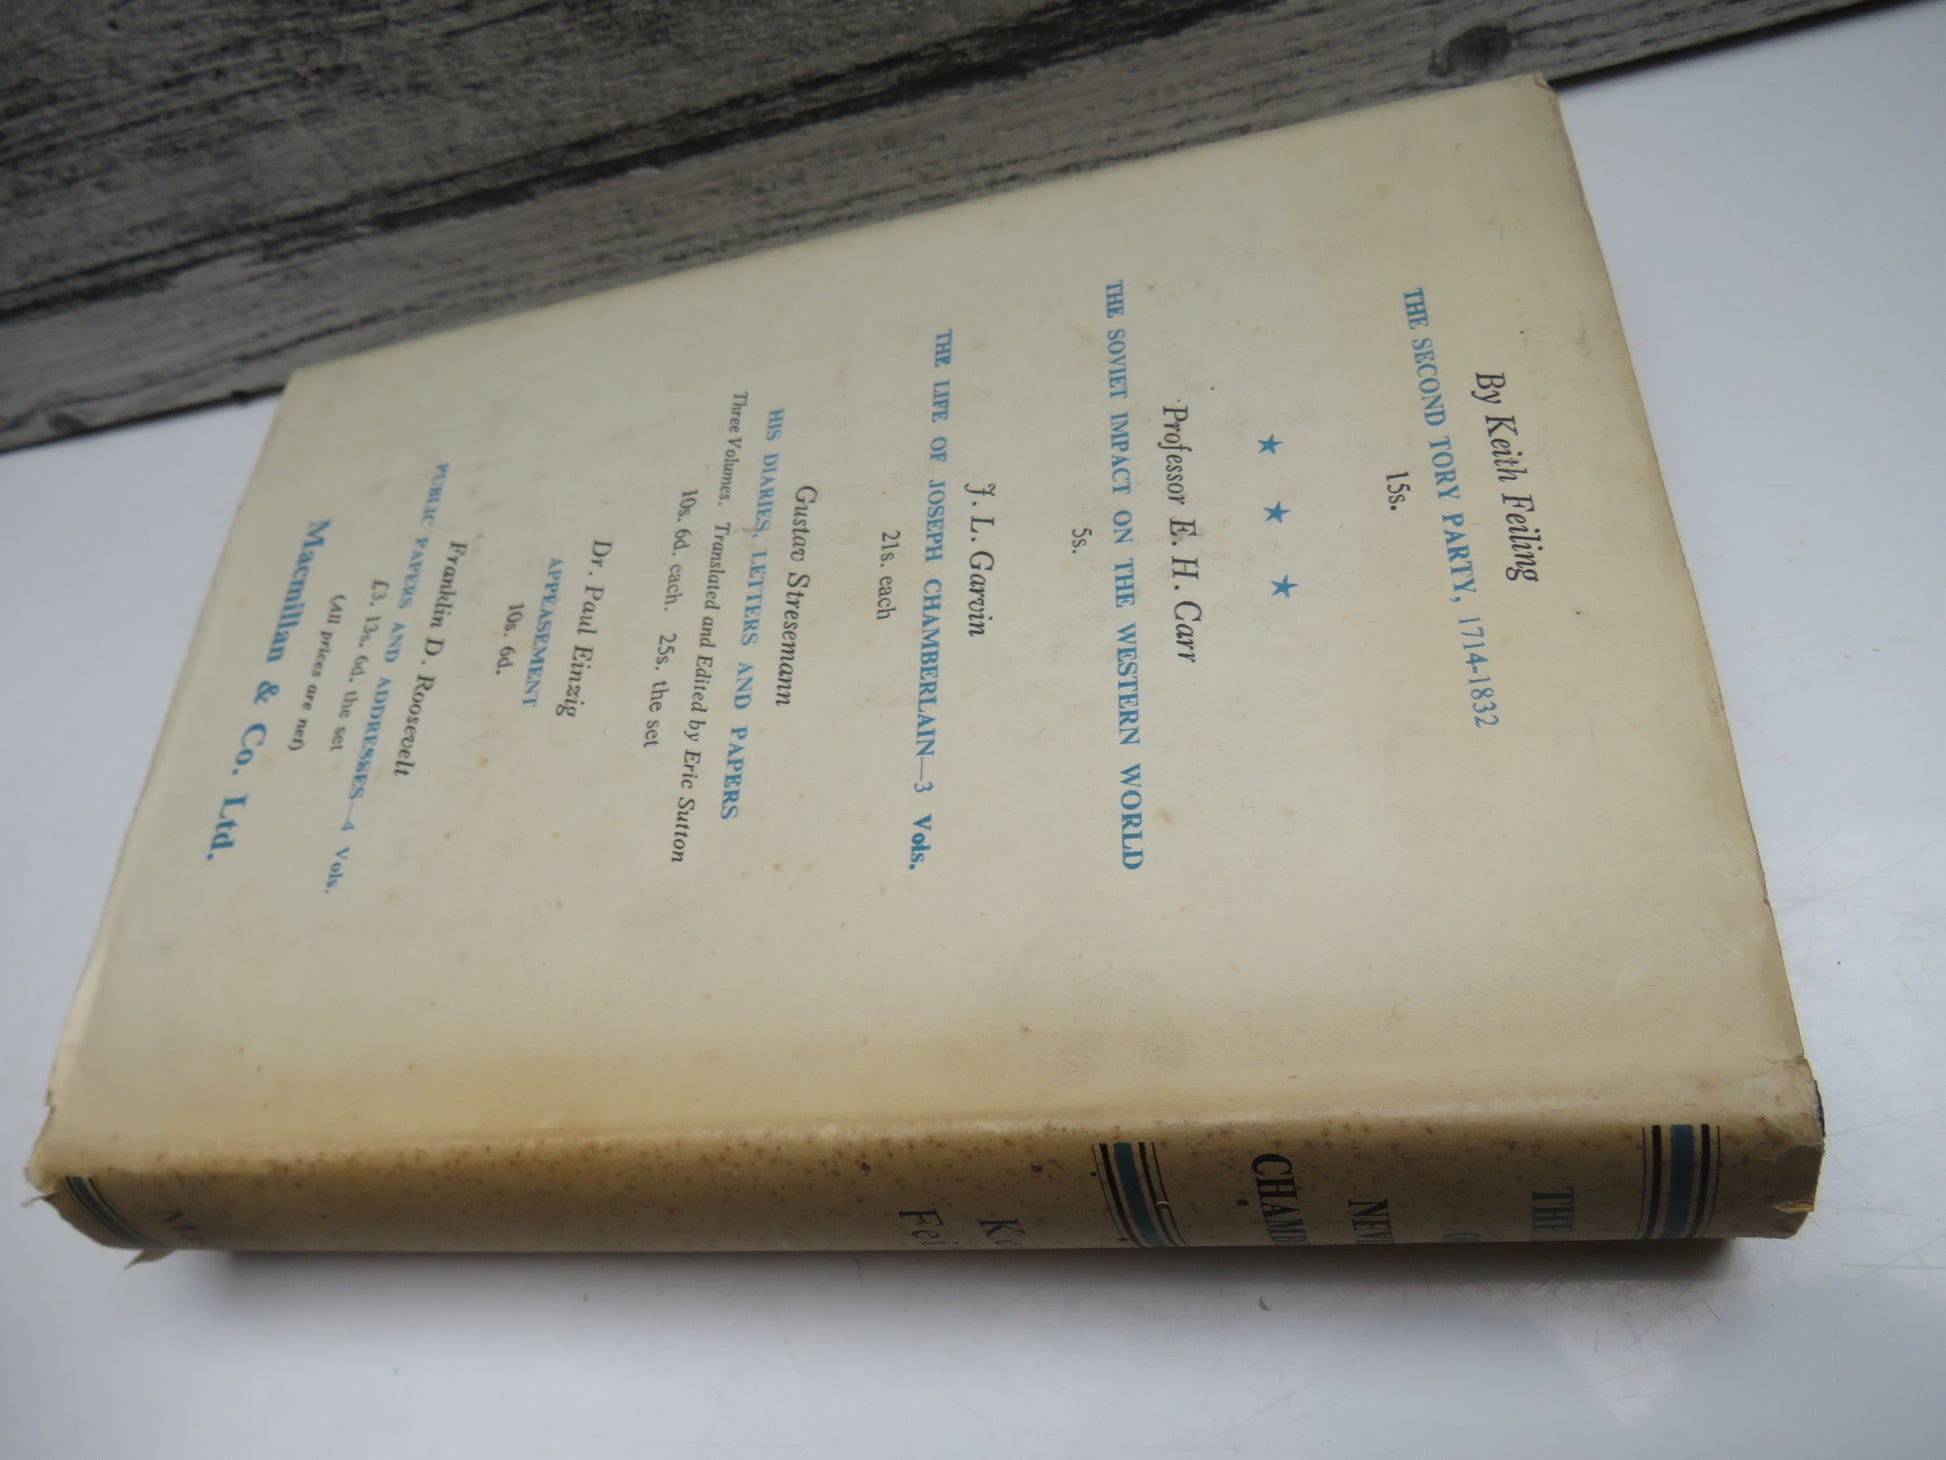 By Keith Feiling
THE SECOND TORY PARTY, 1714-1832
15s.
★ ★ ★
Professor E. H. Carr
THE SOVIET IMPACT ON THE WESTERN WORLD
5s.
J. L. Garvin
THE LIFE OF JOSEPH CHAMBERLAIN—3 Vols.
21s. each
Gustav Stresemann
HIS DIARIES, LETTERS AND PAPERS
Three Volumes. Translated and Edited by Eric Sutton
10s. 6d. each. 25s. the set
Dr. Paul Einzig
APPEASEMENT
10s. 6d.
Franklin D. Roosevelt
PUBLIC PAPERS AND ADDRESSES—4 Vols.
£3. 13s. 6d. the set
(All prices are net)
Macmillan & Co. Ltd.
THE
NEVI
CHAMB
Ke
Fei